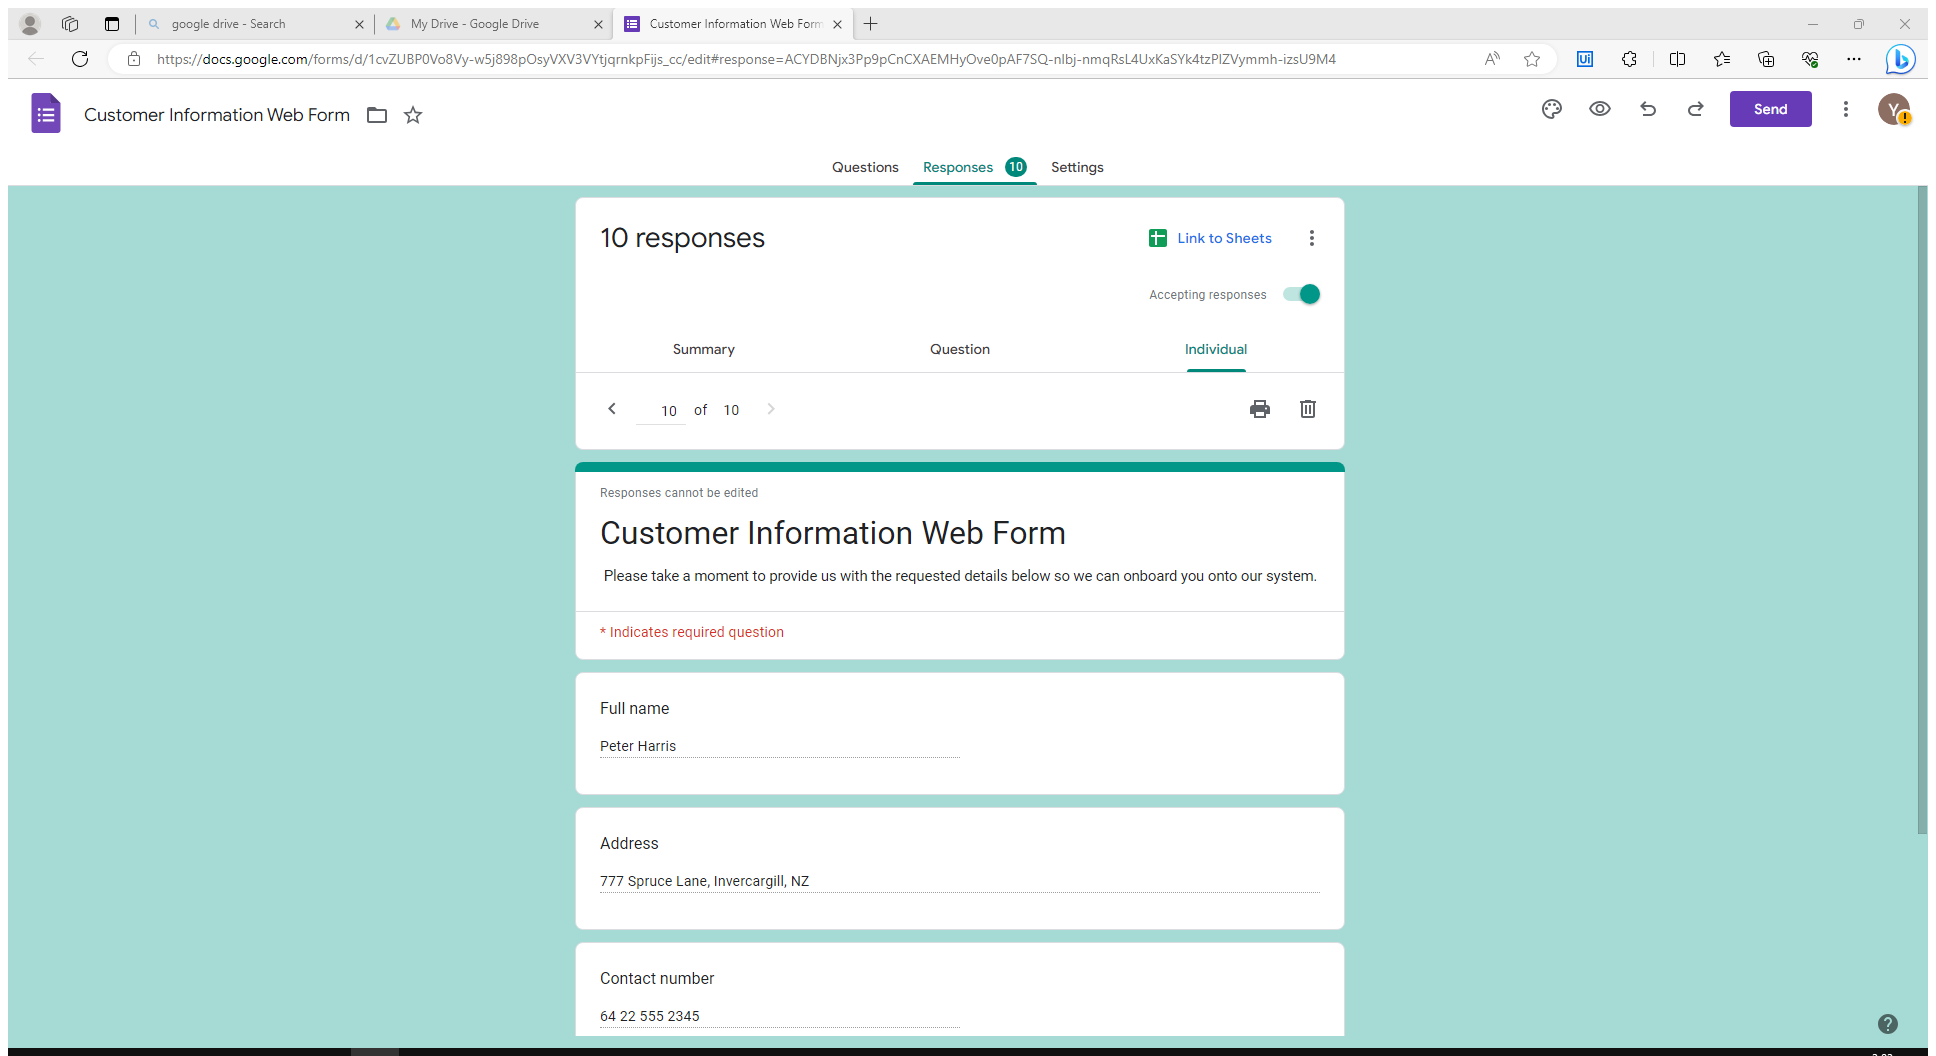 google drive - Search
My Drive - Google Drive
Customer Information Web Form
https://docs.google.com/forms/d/1cvZUBP0Vo8Vy-w5j898pOsyVXV3VYtjqrnkpFijs_cc/edit#response=ACYDBNjx3Pp9pCnCXAEMHyOve0pAF7SQ-nlbj-nmqRsL4UxKaSYk4tzPlZVymmh-izsU9M4
Customer Information Web Form
Send
Y
Questions
Responses 10
Settings
10 responses
Link to Sheets
Accepting responses
Summary
Question
Individual
10 of 10
Responses cannot be edited
Customer Information Web Form
Please take a moment to provide us with the requested details below so we can onboard you onto our system.
* Indicates required question
Full name
Peter Harris
Address
777 Spruce Lane, Invercargill, NZ
Contact number
64 22 555 2345